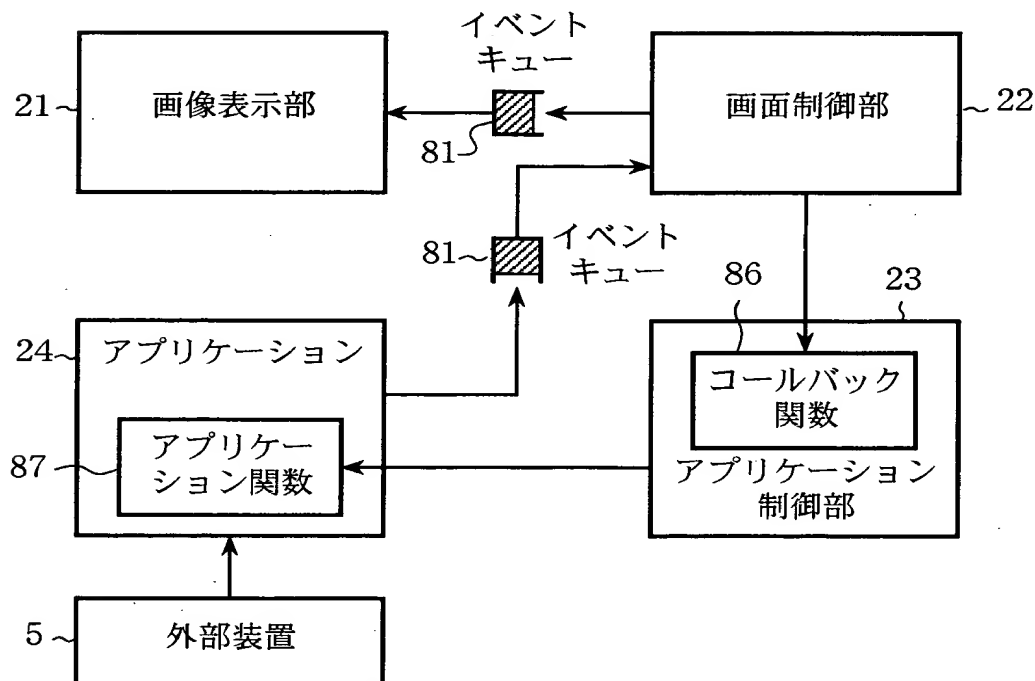 イベント
キュー
21
画像表示部
画面制御部
22
81
81
イベント
キュー
86
23
24
アプリケーション
コールバック
関数
87
アプリケー
ション関数
アプリケーション
制御部
5
外部装置